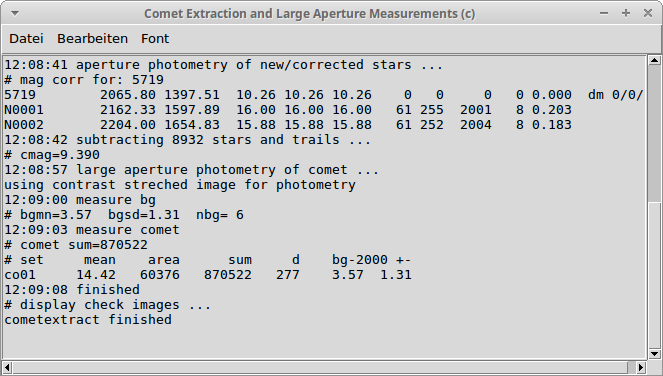 Comet Extraction and Large Aperture Measurements (c)
Datei Bearbeiten Font
12:08:41 aperture photometry of new/corrected stars ...
# mag corr for: 5719
5719        2065.80 1397.51  10.26 10.26 10.26    0   0     0   0 0.000  dm 0/0/
N0001       2162.33 1597.89  16.00 16.00 16.00   61 255  2001   8 0.203
N0002       2204.00 1654.83  15.88 15.88 15.88   61 252  2004   8 0.183
12:08:42 subtracting 8932 stars and trails ...
# cmag=9.390
12:08:57 large aperture photometry of comet ...
using contrast streched image for photometry
12:09:00 measure bg
# bgmn=3.57  bgsd=1.31  nbg= 6
12:09:03 measure comet
# comet sum=870522
# set     mean    area      sum     d    bg-2000 +-
co01     14.42   60376   870522   277    3.57  1.31
12:09:08 finished
# display check images ...
cometextract finished